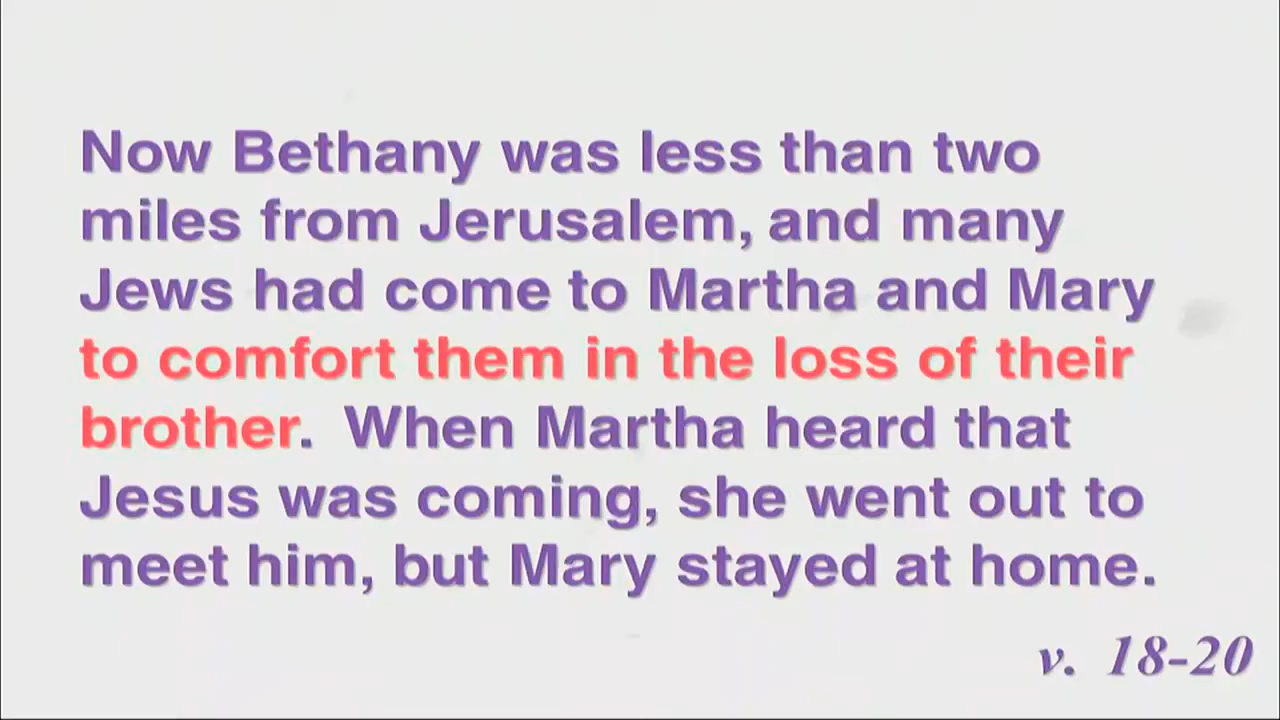 Now Bethany was less than two
miles from Jerusalem, and many
Jews had come to Martha and Mary
to comfort them in the loss of their
brother.  When Martha heard that
Jesus was coming, she went out to
meet him, but Mary stayed at home.
v.  18-20